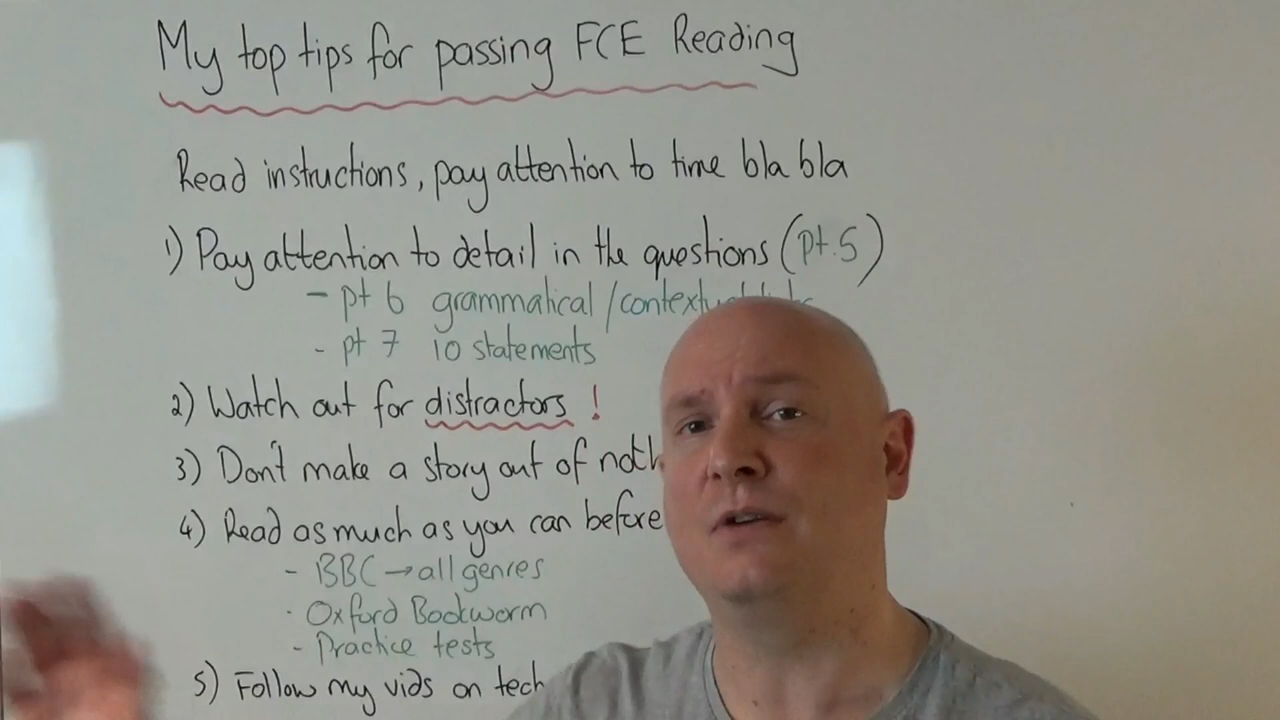 My top tips for passing FCE Reading
Read instructions, pay attention to time bla bla
1) Pay attention to detail in the questions (pt.5)
- pt 6 grammatical / contextual
- pt 7 10 statements
2) Watch out for distractors !
3) Don't make a story out of
4) Read as much as you can before
- BBC → all genres
- Oxford Bookworm
- Practice tests
5) Follow my vids on tech